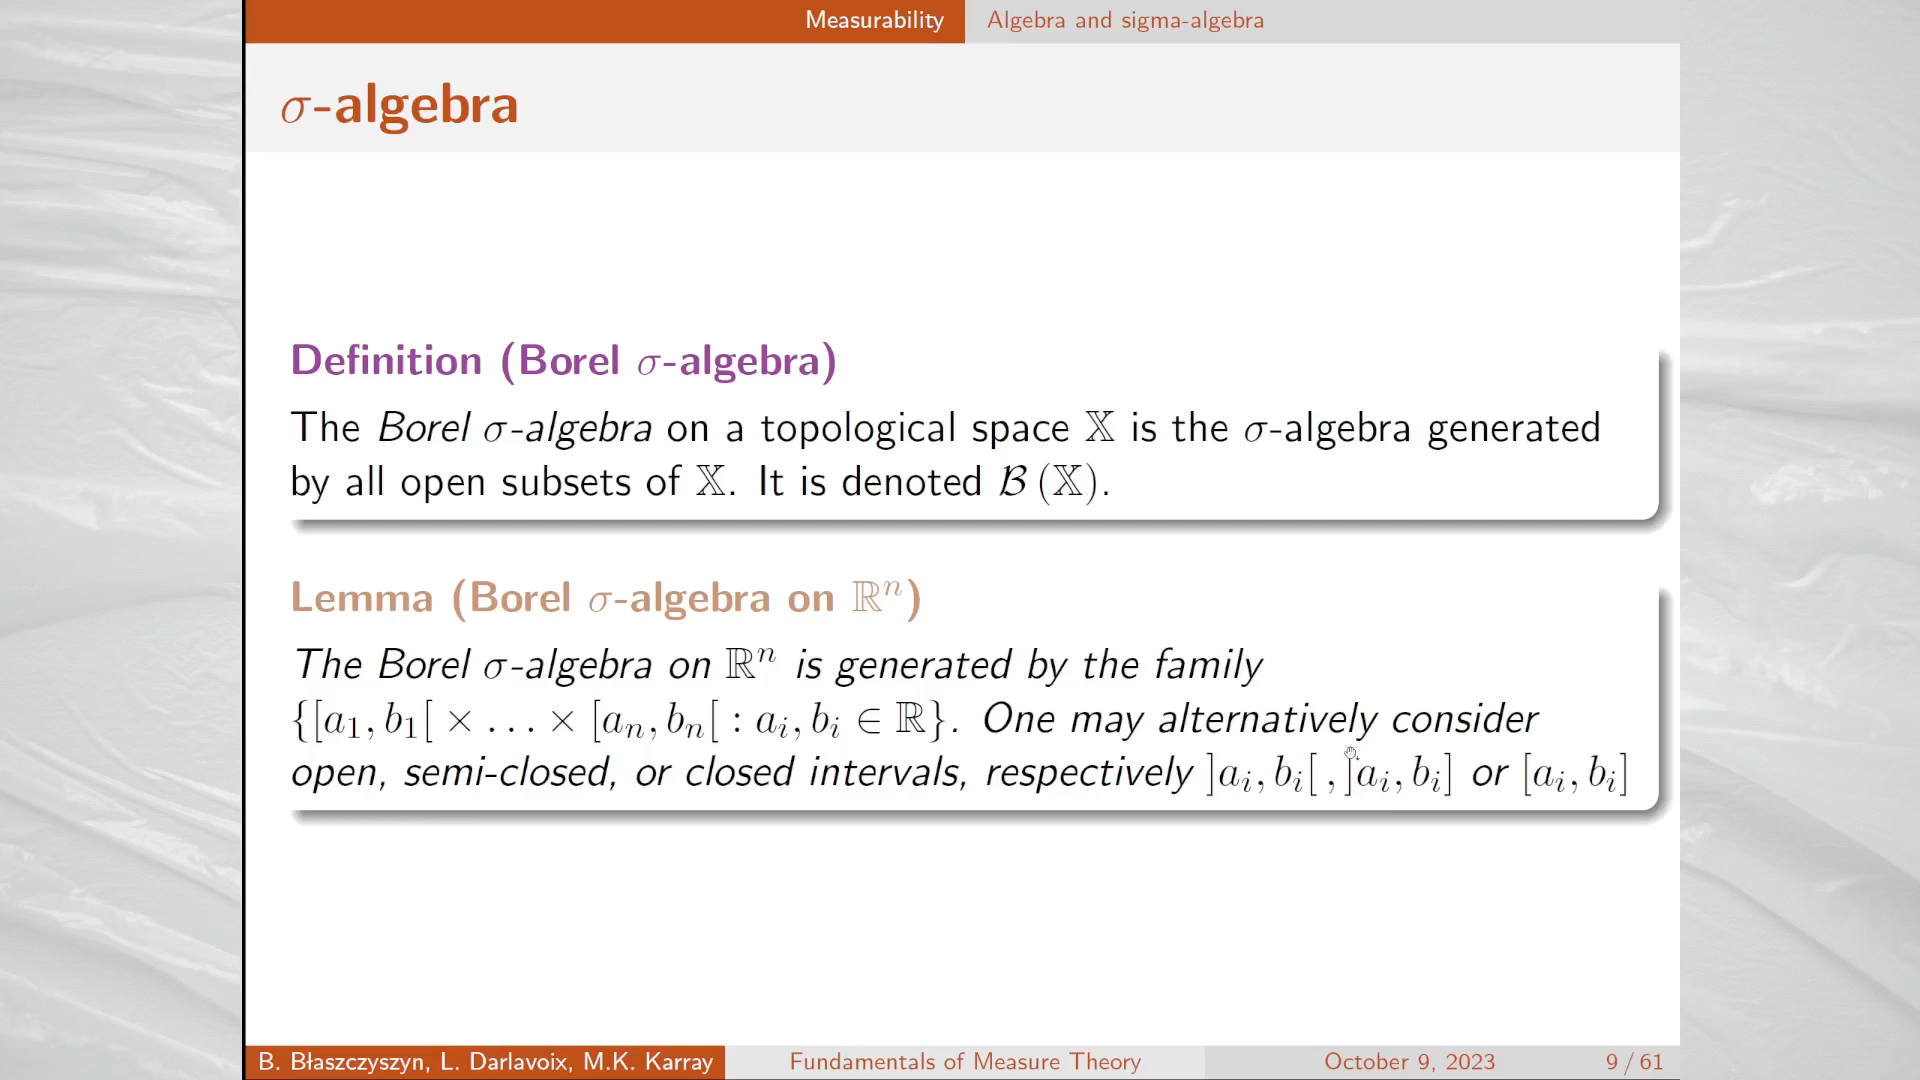 Measurability Algebra and sigma-algebra
σ-algebra
Definition (Borel σ-algebra)
The Borel σ-algebra on a topological space 𝕏 is the σ-algebra generated
by all open subsets of 𝕏. It is denoted ℬ (𝕏).
Lemma (Borel σ-algebra on ℝⁿ)
The Borel σ-algebra on ℝⁿ is generated by the family
{[a₁, b₁[ × … × [aₙ, bₙ[ : aᵢ, bᵢ ∈ ℝ}. One may alternatively consider
open, semi-closed, or closed intervals, respectively ]aᵢ, bᵢ[ , ]aᵢ, bᵢ] or [aᵢ, bᵢ]
B. Błaszczyszyn, L. Darlavoix, M.K. Karray Fundamentals of Measure Theory October 9, 2023 9 / 61